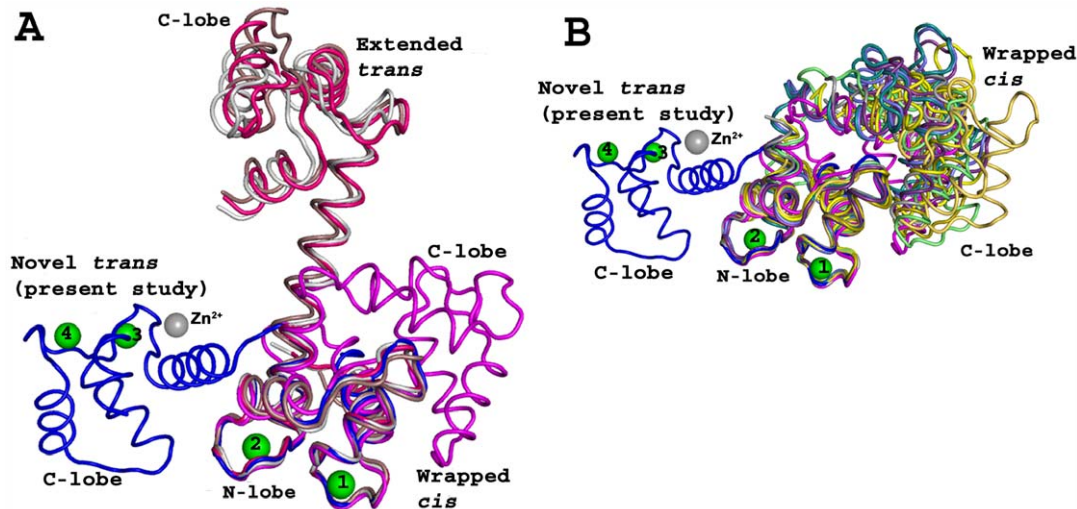 A
C-lobe
Extended
trans
C-lobe
Novel trans
(present study)
Zn2+
4
3
2
1
C-lobe
N-lobe
Wrapped
cis
B
Wrapped
cis
Novel trans
(present study)
Zn2+
4
3
2
1
C-lobe
N-lobe
C-lobe